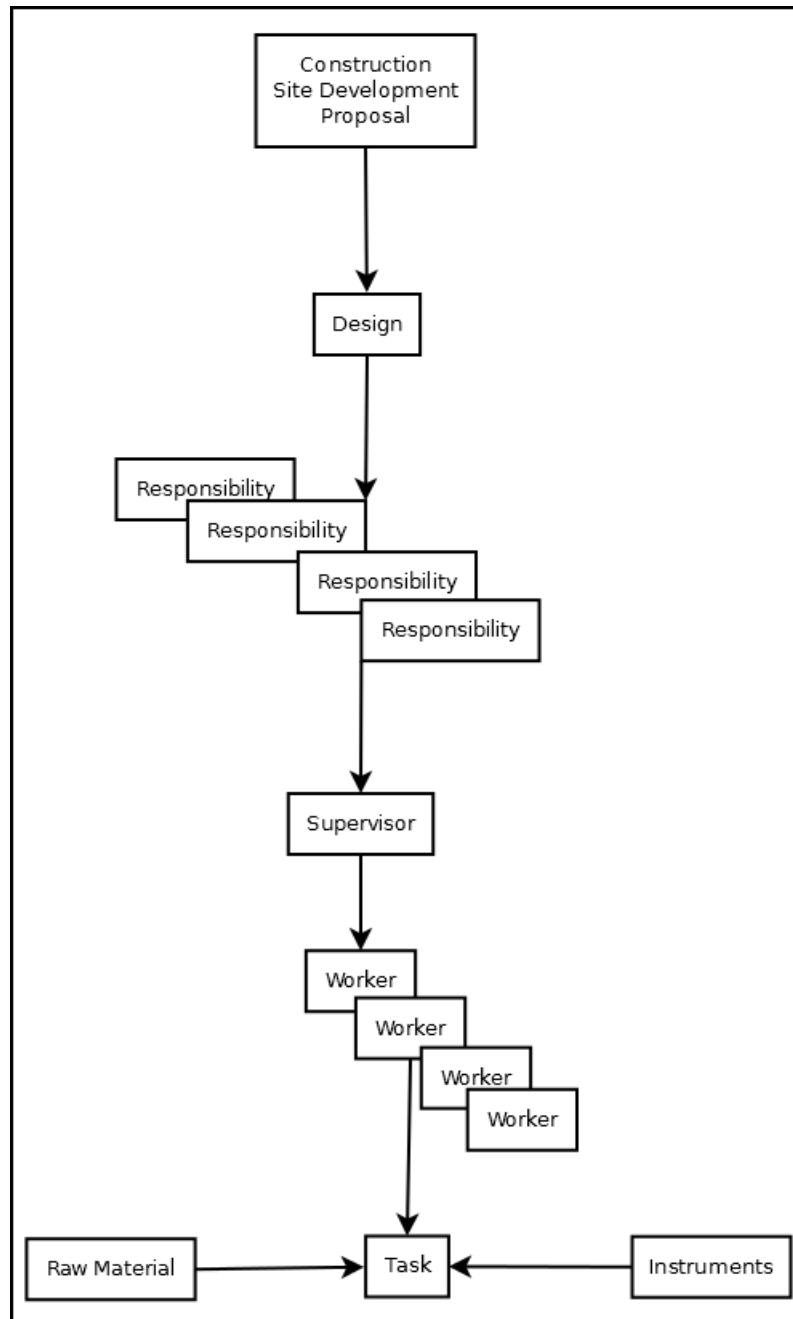 Construction
Site Development
Proposal
Design
Responsibility
Responsibility
Responsibility
Responsibility
Supervisor
Worker
Worker
Worker
Worker
Raw Material
Task
Instruments